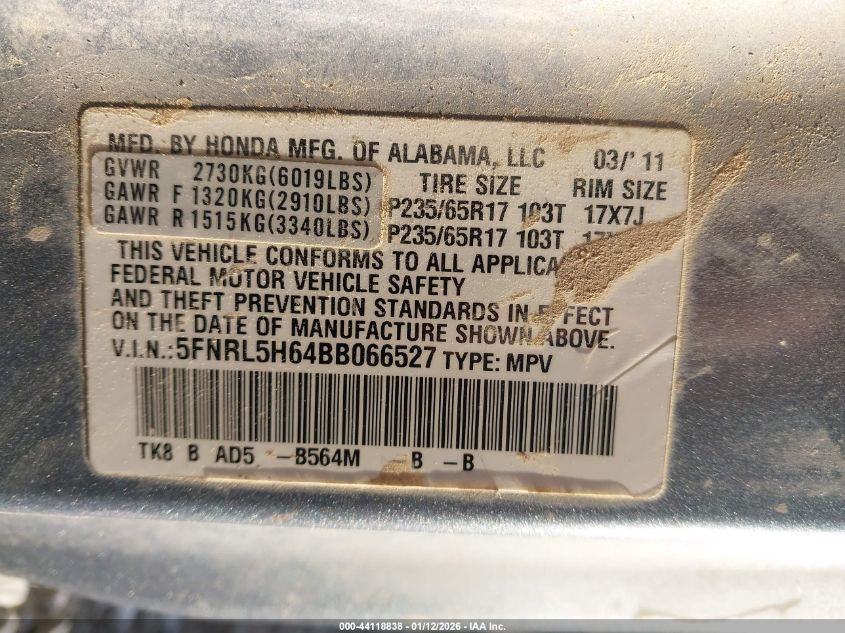 MFD. BY HONDA MFG. OF ALABAMA, LLC 03/'11
GVWR 2730KG(6019LBS) TIRE SIZE RIM SIZE
GAWR F 1320KG(2910LBS) P235/65R17 103T 17X7J
GAWR R 1515KG(3340LBS) P235/65R17 103T
THIS VEHICLE CONFORMS TO ALL
FEDERAL MOTOR VEHICLE SAFETY
AND THEFT PREVENTION STANDARDS IN EFFECT
ON THE DATE OF MANUFACTURE SHOWN ABOVE.
V.I.N.:5FNRL5H64BB066527 TYPE: MPV
TK8 B AD5 -B564M -B -B
000-44118838 - 01/12/2026 - IAA Inc.